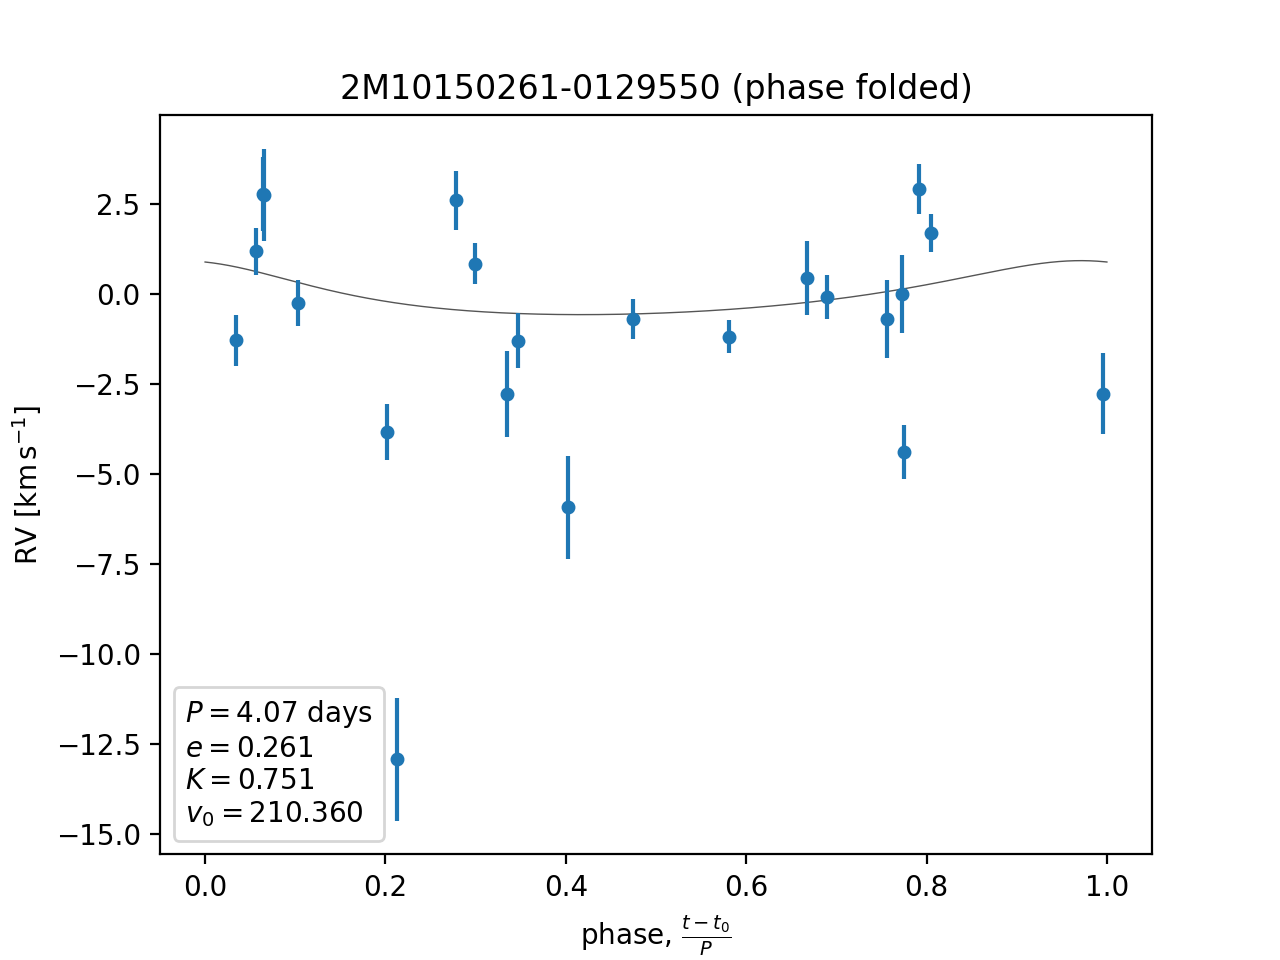 2M10150261-0129550 (phase folded)
2.5
0.0
−2.5
−5.0
−7.5
−10.0
−12.5
−15.0
RV [km s⁻¹]
P = 4.07 days
e = 0.261
K = 0.751
v₀ = 210.360
0.0 0.2 0.4 0.6 0.8 1.0
phase, (t − t₀)/P